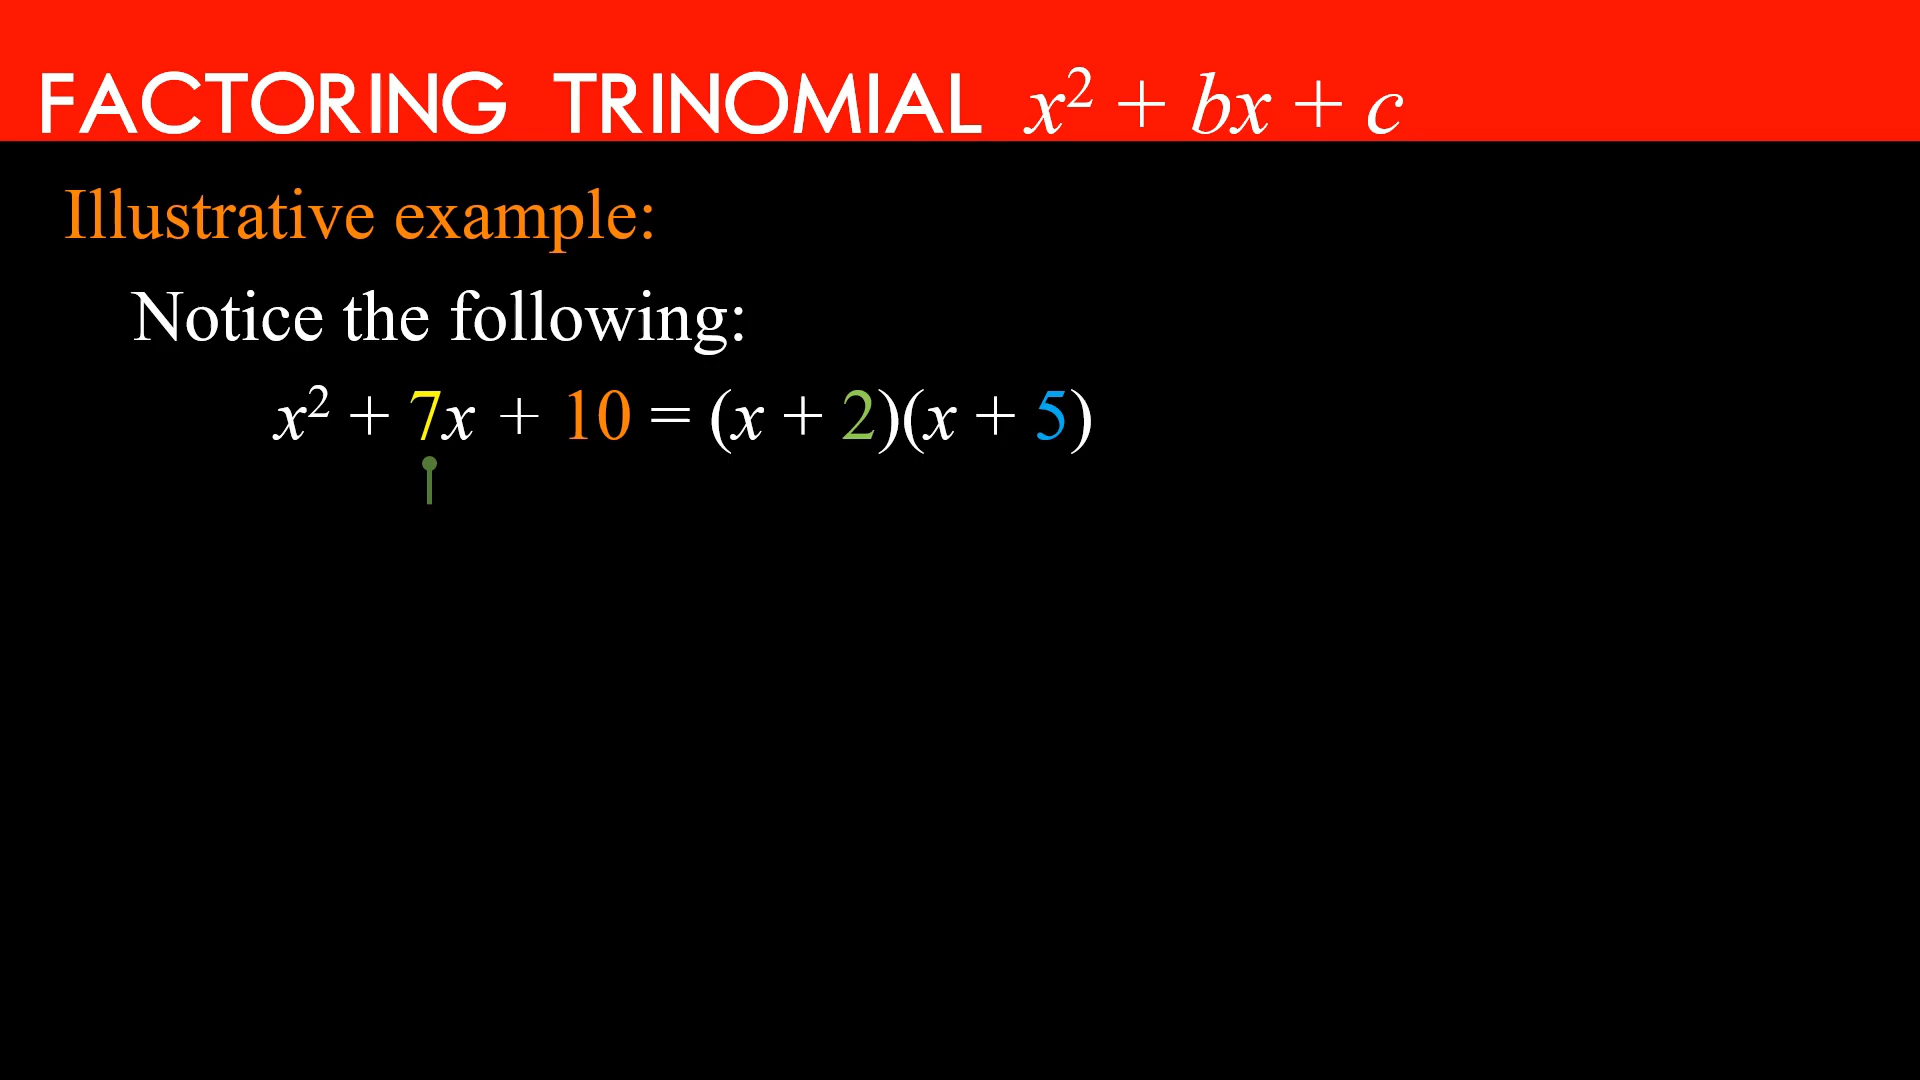 FACTORING TRINOMIAL x² + bx + c
Illustrative example:
Notice the following:
x² + 7x + 10 = (x + 2)(x + 5)